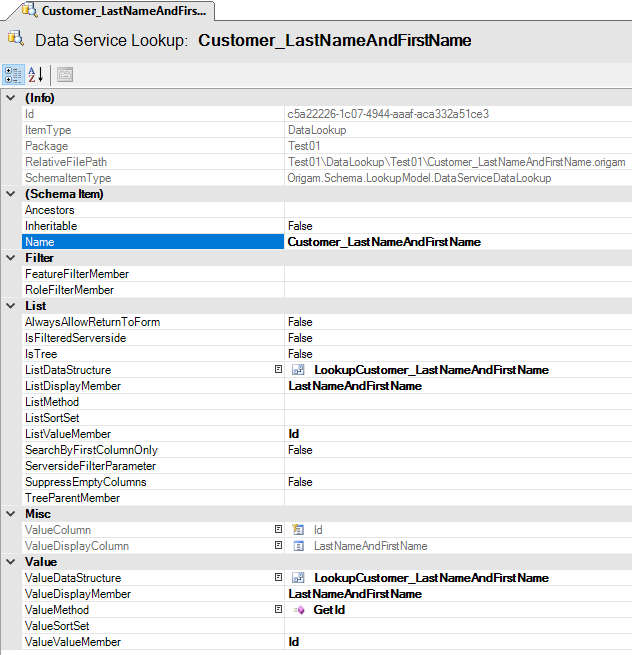 Customer_LastNameAndFirs...
Data Service Lookup: Customer_LastNameAndFirstName
(Info)
Id c5a22226-1c07-4944-aaaf-aca332a51ce3
ItemType DataLookup
Package Test01
RelativeFilePath Test01\DataLookup\Test01\Customer_LastNameAndFirstName.origam
SchemaItemType Origam.Schema.LookupModel.DataServiceDataLookup
(Schema Item)
Ancestors
Inheritable False
Name Customer_LastNameAndFirstName
Filter
FeatureFilterMember
RoleFilterMember
List
AlwaysAllowReturnToForm False
IsFilteredServerside False
IsTree False
ListDataStructure LookupCustomer_LastNameAndFirstName
ListDisplayMember LastNameAndFirstName
ListMethod
ListSortSet
ListValueMember Id
SearchByFirstColumnOnly False
ServersideFilterParameter
SuppressEmptyColumns False
TreeParentMember
Misc
ValueColumn Id
ValueDisplayColumn LastNameAndFirstName
Value
ValueDataStructure LookupCustomer_LastNameAndFirstName
ValueDisplayMember LastNameAndFirstName
ValueMethod GetId
ValueSortSet
ValueValueMember Id